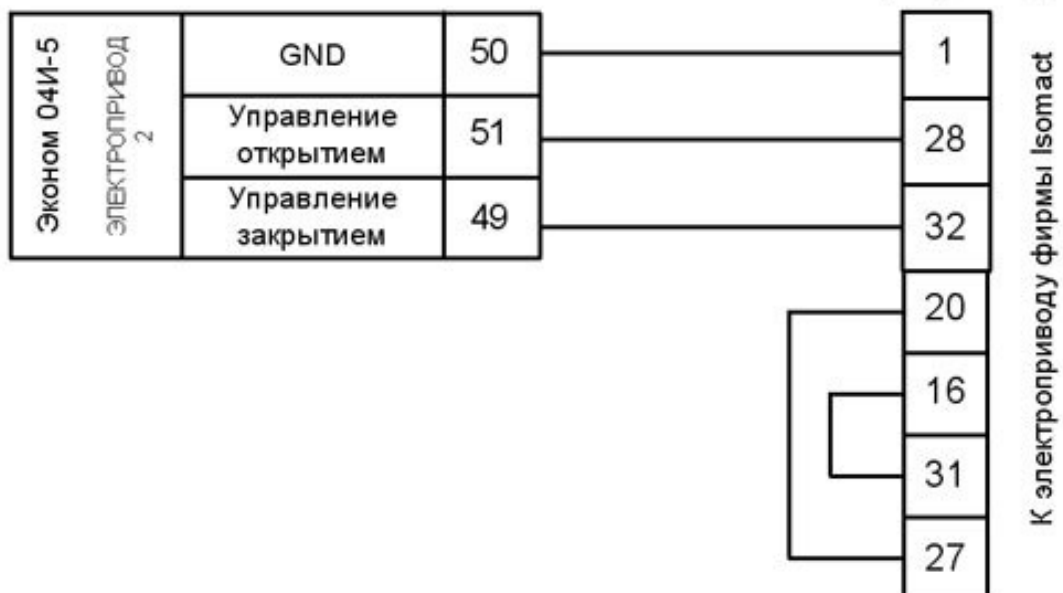 Эконом 04И-5
ЭЛЕКТРОПРИВОД
2
GND
50
Управление
открытием
51
Управление
закрытием
49
1
28
32
20
16
31
27
К электроприводу фирмы Isomact